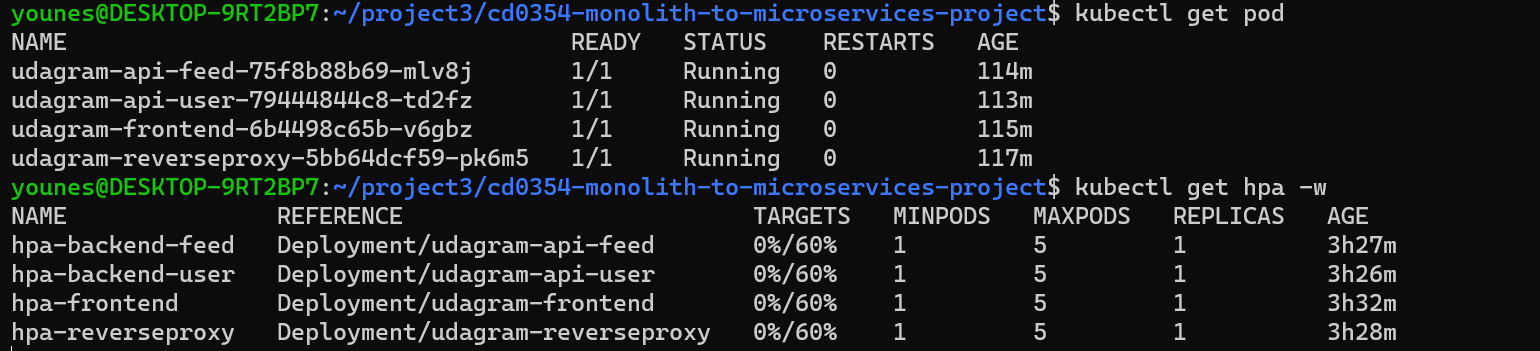 younes@DESKTOP-9RT2BP7:~/project3/cd0354-monolith-to-microservices-project$ kubectl get pod
NAME READY STATUS RESTARTS AGE
udagram-api-feed-75f8b88b69-mlv8j 1/1 Running 0 114m
udagram-api-user-79444844c8-td2fz 1/1 Running 0 113m
udagram-frontend-6b4498c65b-v6gbz 1/1 Running 0 115m
udagram-reverseproxy-5bb64dcf59-pk6m5 1/1 Running 0 117m
younes@DESKTOP-9RT2BP7:~/project3/cd0354-monolith-to-microservices-project$ kubectl get hpa -w
NAME REFERENCE TARGETS MINPODS MAXPODS REPLICAS AGE
hpa-backend-feed Deployment/udagram-api-feed 0%/60% 1 5 1 3h27m
hpa-backend-user Deployment/udagram-api-user 0%/60% 1 5 1 3h26m
hpa-frontend Deployment/udagram-frontend 0%/60% 1 5 1 3h32m
hpa-reverseproxy Deployment/udagram-reverseproxy 0%/60% 1 5 1 3h28m